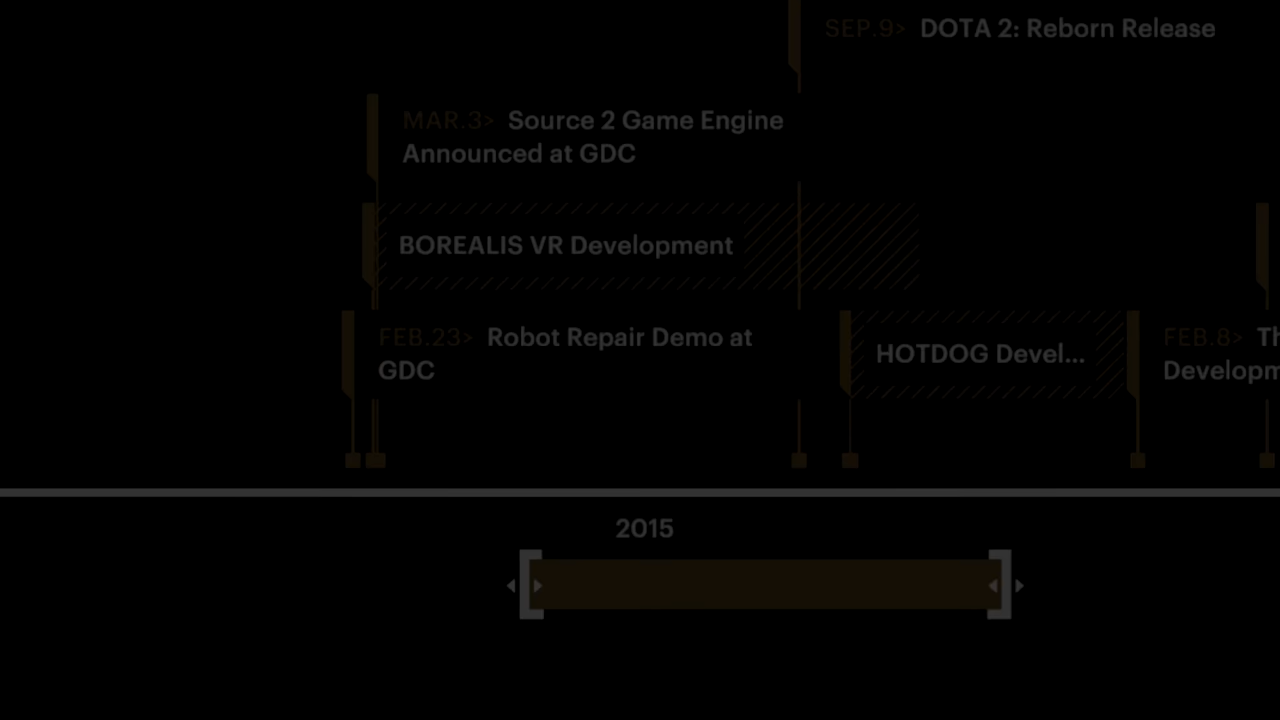 SEP.9> DOTA 2: Reborn Release
MAR.3> Source 2 Game Engine
Announced at GDC
BOREALIS VR Development
FEB.23> Robot Repair Demo at
GDC
HOTDOG Devel...
FEB.8>
2015